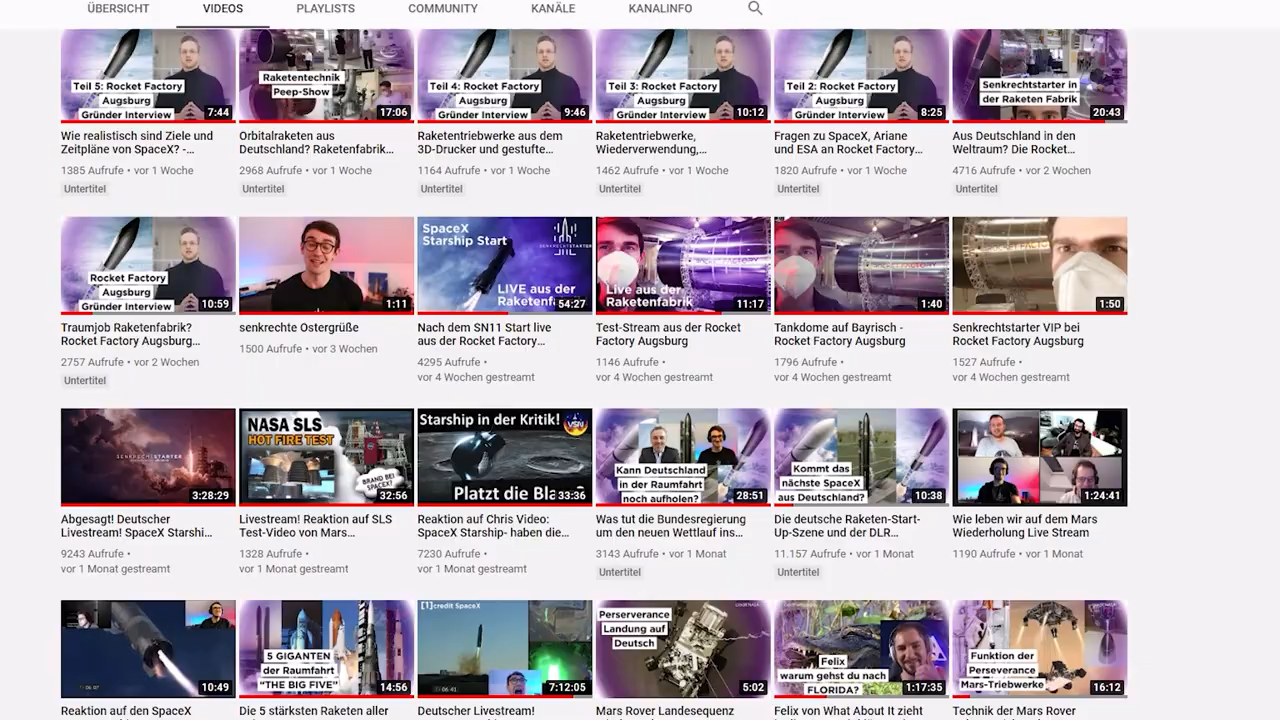 ÜBERSICHT VIDEOS PLAYLISTS COMMUNITY KANÄLE KANALINFO
Teil 5: Rocket Factory
Augsburg
Gründer Interview
7:44
Wie realistisch sind Ziele und
Zeitpläne von SpaceX? -...
1385 Aufrufe • vor 1 Woche
Untertitel
Raketentechnik
Peep-Show
17:06
Orbitalraketen aus
Deutschland? Raketenfabrik...
2968 Aufrufe • vor 1 Woche
Untertitel
Teil 4: Rocket Factory
Augsburg
Gründer Interview
9:46
Raketentriebwerke aus dem
3D-Drucker und gestufte...
1164 Aufrufe • vor 1 Woche
Untertitel
Teil 3: Rocket Factory
Augsburg
Gründer Interview
10:12
Raketentriebwerke,
Wiederverwendung,...
1462 Aufrufe • vor 1 Woche
Untertitel
Teil 2: Rocket Factory
Augsburg
Gründer Interview
8:25
Fragen zu SpaceX, Ariane
und ESA an Rocket Factory...
1820 Aufrufe • vor 1 Woche
Untertitel
Senkrechtstarter in
der Raketen Fabrik
20:43
Aus Deutschland in den
Weltraum? Die Rocket...
4716 Aufrufe • vor 2 Wochen
Untertitel
Rocket Factory
Augsburg
Gründer Interview
10:59
Traumjob Raketenfabrik?
Rocket Factory Augsburg...
2757 Aufrufe • vor 2 Wochen
Untertitel
1:11
senkrechte Ostergrüße
1500 Aufrufe • vor 3 Wochen
SpaceX
Starship Start
SENKRECHTSTARTER
LIVE aus der
Raketenfa
54:27
Nach dem SN11 Start live
aus der Rocket Factory...
4295 Aufrufe •
vor 4 Wochen gestreamt
Live aus der
Raketenfabrik
11:17
Test-Stream aus der Rocket
Factory Augsburg
1146 Aufrufe •
vor 4 Wochen gestreamt
1:40
Tankdome auf Bayrisch -
Rocket Factory Augsburg
1796 Aufrufe •
vor 4 Wochen gestreamt
1:50
Senkrechtstarter VIP bei
Rocket Factory Augsburg
1527 Aufrufe •
vor 4 Wochen gestreamt
SENKRECHTSTARTER
3:28:29
Abgesagt! Deutscher
Livestream! SpaceX Starshi...
9243 Aufrufe •
vor 1 Monat gestreamt
NASA SLS
HOT FIRE TEST
BRAND BEI
SPACEX?
32:56
Livestream! Reaktion auf SLS
Test-Video von Mars...
1328 Aufrufe •
vor 1 Monat gestreamt
Starship in der Kritik!
VSN
Platzt die Bla
33:36
Reaktion auf Chris Video:
SpaceX Starship- haben die...
7230 Aufrufe •
vor 1 Monat gestreamt
Kann Deutschland
in der Raumfahrt
noch aufholen?
28:51
Was tut die Bundesregierung
um den neuen Wettlauf ins...
3143 Aufrufe • vor 1 Monat
Untertitel
Kommt das
nächste SpaceX
aus Deutschland?
10:38
Die deutsche Raketen-Start-
Up-Szene und der DLR...
11.157 Aufrufe • vor 1 Monat
Untertitel
1:24:41
Wie leben wir auf dem Mars
Wiederholung Live Stream
1190 Aufrufe • vor 1 Monat
10:49
Reaktion auf den SpaceX
5 GIGANTEN
der Raumfahrt
"THE BIG FIVE"
14:56
Die 5 stärksten Raketen aller
[1]credit SpaceX
7:12:05
Deutscher Livestream!
Perserverance
Landung auf
Deutsch
5:02
Mars Rover Landesequenz
Felix
warum gehst du nach
FLORIDA?
1:17:35
Felix von What About It zieht
Funktion der
Perseverance
Mars-Triebwerke
16:12
Technik der Mars Rover